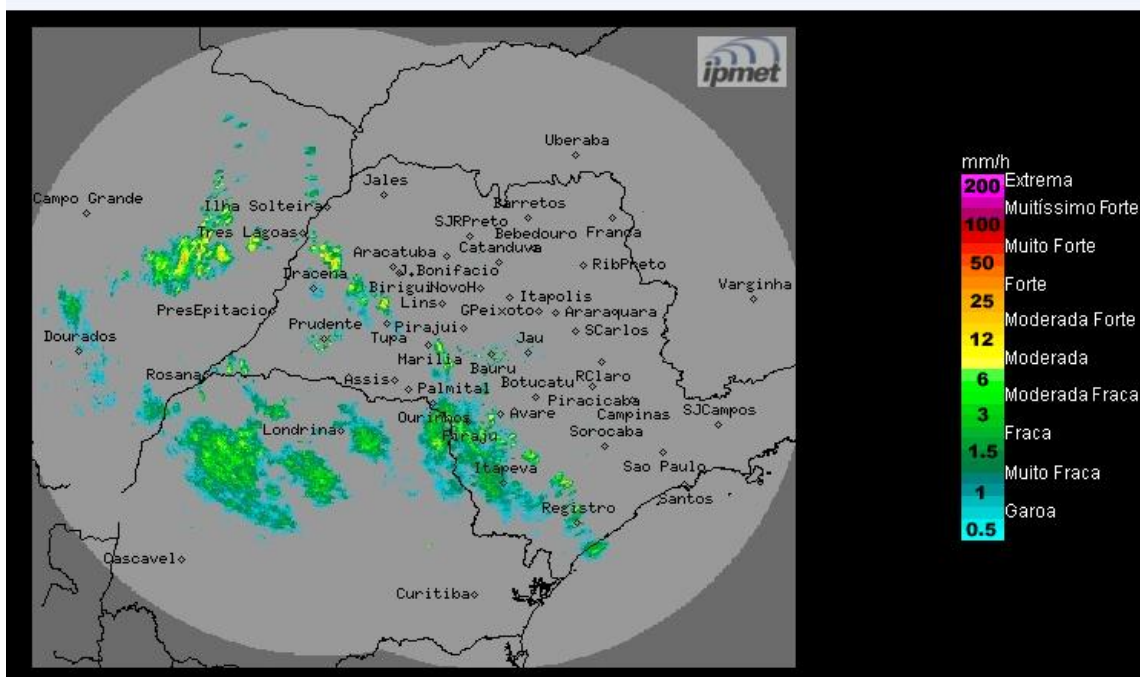 ipmet
Uberaba
Jales
Campo Grande
Ilha Solteira
Barretos
SJRPreto
Tres Lagoas
Bebedouro
Franca
Aracatuba
Catanduva
J.Bonifacio
RibPreto
Dracena
Birigui
NovoH
Varginha
Lins
Itapolis
PresEpitacio
GPeixoto
Araraquara
Prudente
Tupa
Pirajui
SCarlos
Dourados
Marilia
Bauru
Jau
Rosana
Assis
Palmital
Botucatu
RClaro
Piracicaba
Ourinhos
Avare
Campinas
SJCampos
Londrina
Piraju
Sorocaba
Itapeva
Sao Paulo
Santos
Registro
Cascavel
Curitiba
mm/h
200 Extrema
Muitíssimo Forte
100
Muito Forte
50
Forte
25
Moderada Forte
12
Moderada
6
Moderada Fraca
3
Fraca
1.5
Muito Fraca
1
Garoa
0.5